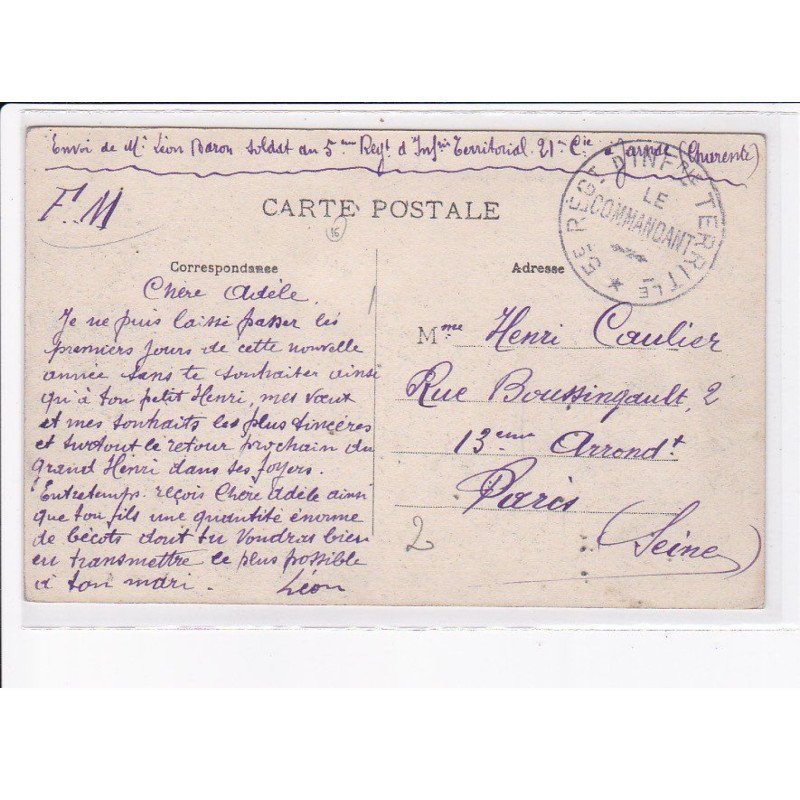 Envoi de Mr Léon Baron soldat au 5ème Regt d'Infrie Territorial 21e Cie à Jarnac (Charente)
F. M
CARTE POSTALE
16
5E REGT D'INFIE TERRITLE
LE
COMMANDANT
Correspondance
Adresse
Chère Adèle,
Je ne puis laissé passer les
premiers jours de cette nouvelle
année sans te souhaiter ainsi
qu'à ton petit Henri, mes vœux
et mes souhaits les plus sincères
et surtout le retour prochain du
grand Henri dans ses foyers.
Entretemps reçois Chère Adèle ainsi
que ton fils une quantité énorme
de bécots dont tu voudras bien
en transmettre le plus possible
à ton mari. Léon
Mme Henri Caulier
Rue Boussingault, 2
13ème Arrondt
Paris
(Seine)
2